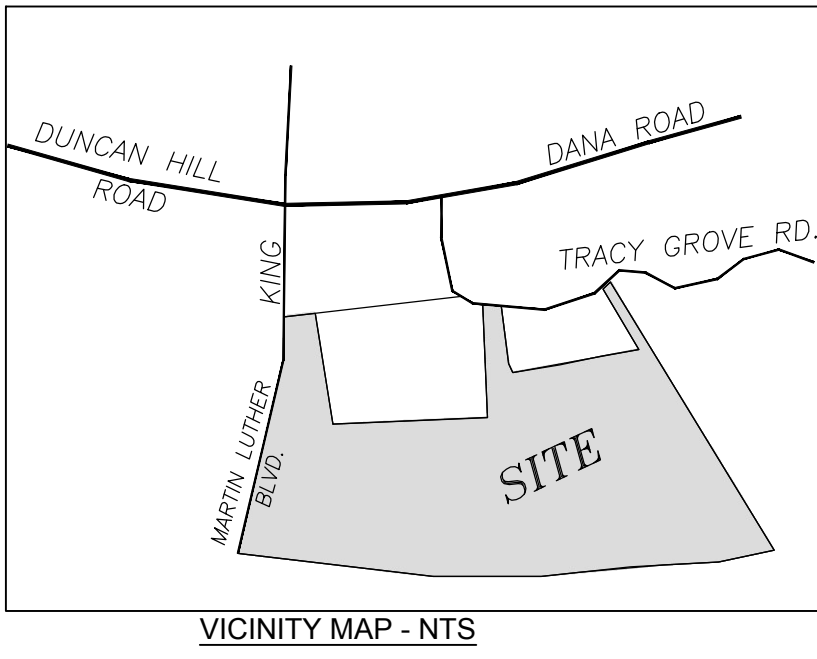 DUNCAN HILL
ROAD
DANA ROAD
KING
TRACY GROVE RD.
MARTIN LUTHER
BLVD.
SITE
VICINITY MAP - NTS